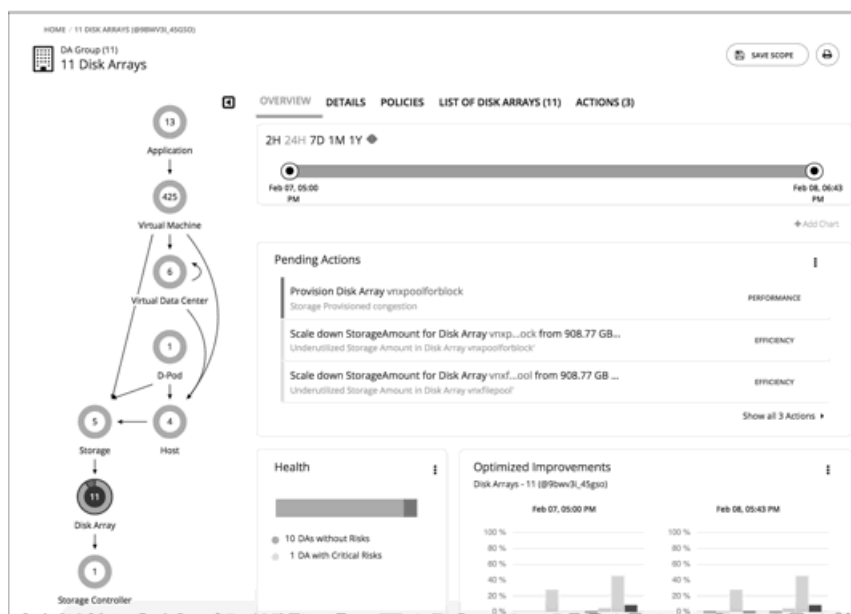 HOME / 11 DISK ARRAYS (@9BWV3I_45GSO)
DA Group (11)
11 Disk Arrays
SAVE SCOPE
OVERVIEW DETAILS POLICIES LIST OF DISK ARRAYS (11) ACTIONS (3)
2H 24H 7D 1M 1Y
Feb 07, 05:00
PM
Feb 08, 06:43
PM
Add Chart
13
Application
425
Virtual Machine
6
Virtual Data Center
1
D-Pod
5
Storage
4
Host
11
Disk Array
1
Storage Controller
Pending Actions
Provision Disk Array vnxpoolforblock
Storage Provisioned congestion
PERFORMANCE
Scale down StorageAmount for Disk Array vnxp...ock from 908.77 GB...
Underutilized Storage Amount in Disk Array vnxpoolforblock'
EFFICIENCY
Scale down StorageAmount for Disk Array vnxf...ool from 908.77 GB ...
Underutilized Storage Amount in Disk Array vnxfilepool'
EFFICIENCY
Show all 3 Actions
Health
10 DAs without Risks
1 DA with Critical Risks
Optimized Improvements
Disk Arrays - 11 (@9bwv3i_45gso)
Feb 07, 05:00 PM
100 %
80 %
60 %
40 %
20 %
0 %
Feb 08, 05:43 PM
100 %
80 %
60 %
40 %
20 %
0 %